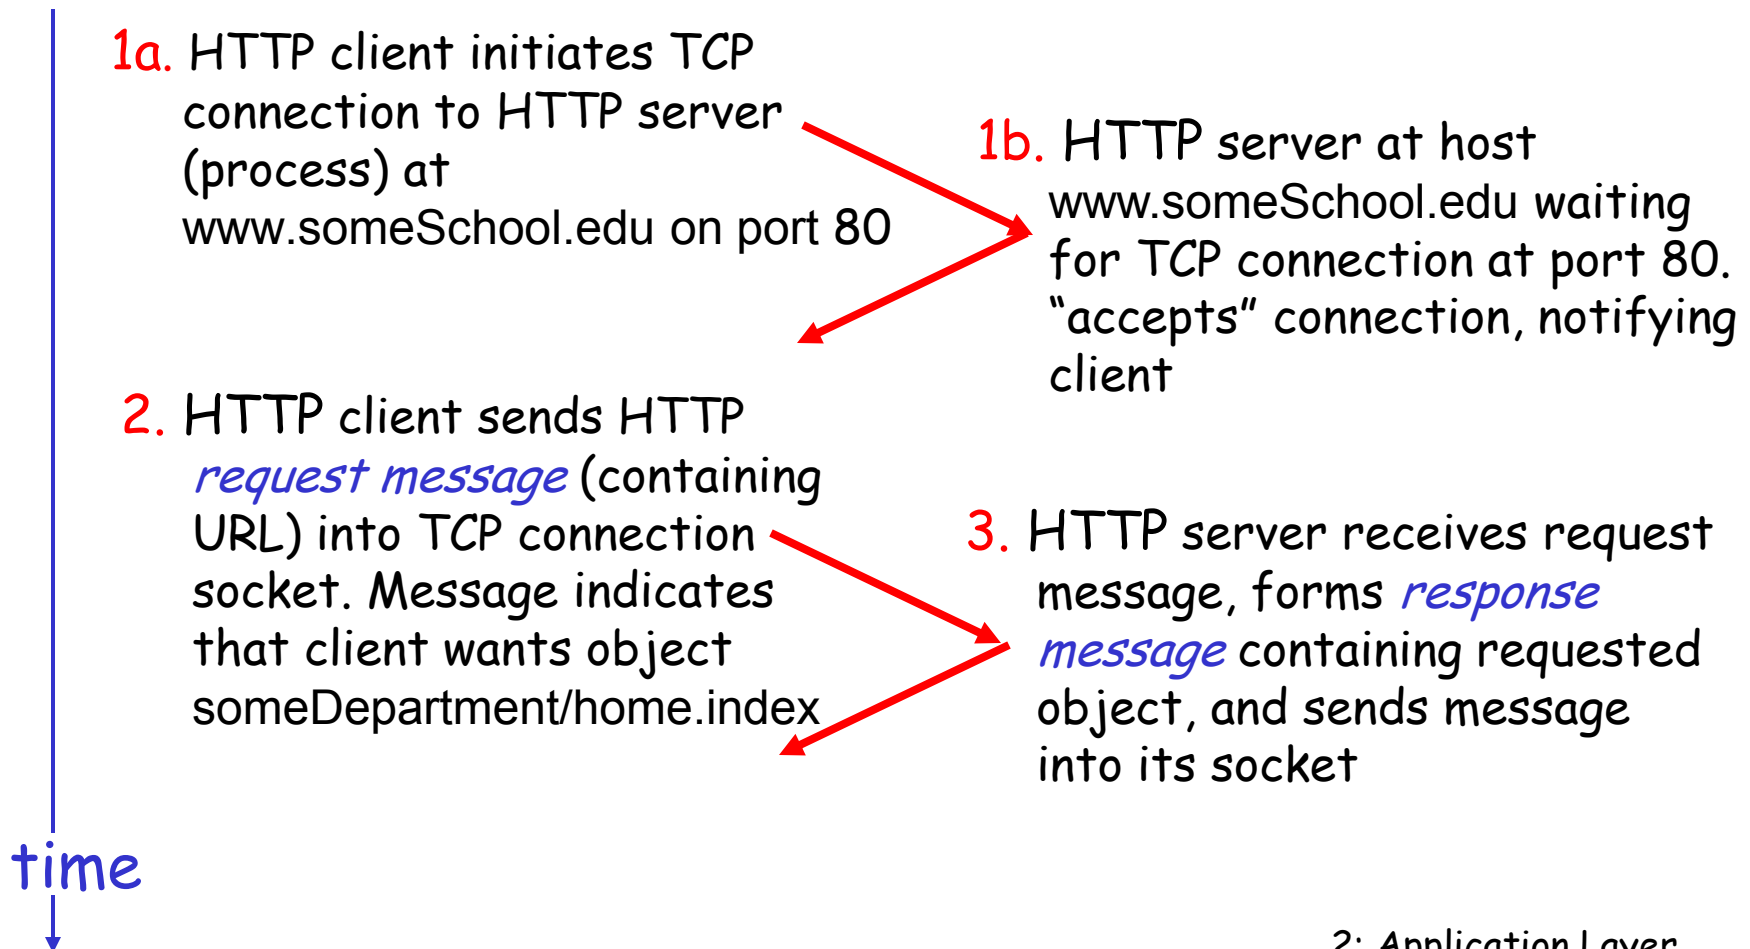 1a. HTTP client initiates TCP
connection to HTTP server
(process) at
www.someSchool.edu on port 80
1b. HTTP server at host
www.someSchool.edu waiting
for TCP connection at port 80.
“accepts” connection, notifying
client
2. HTTP client sends HTTP
request message (containing
URL) into TCP connection
socket. Message indicates
that client wants object
someDepartment/home.index
3. HTTP server receives request
message, forms response
message containing requested
object, and sends message
into its socket
time
2: Application Layer